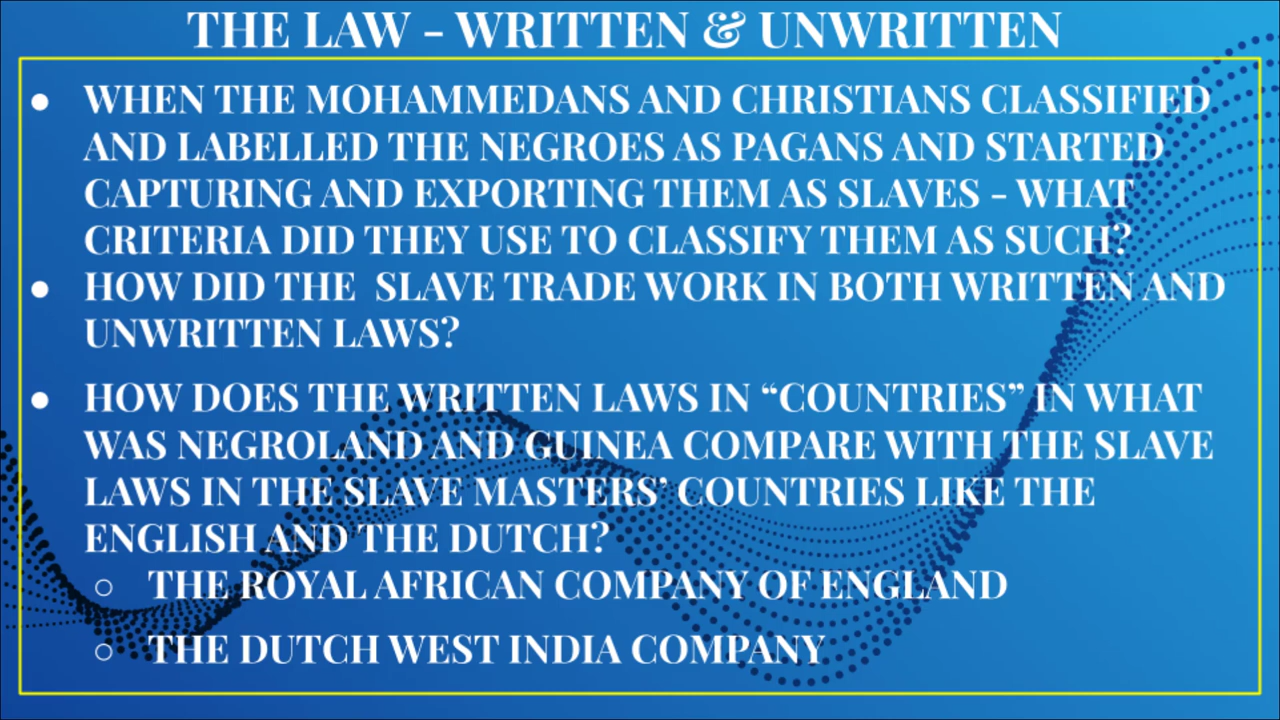 THE LAW – WRITTEN & UNWRITTEN
● WHEN THE MOHAMMEDANS AND CHRISTIANS CLASSIFIED
AND LABELLED THE NEGROES AS PAGANS AND STARTED
CAPTURING AND EXPORTING THEM AS SLAVES – WHAT
CRITERIA DID THEY USE TO CLASSIFY THEM AS SUCH?
● HOW DID THE SLAVE TRADE WORK IN BOTH WRITTEN AND
UNWRITTEN LAWS?
● HOW DOES THE WRITTEN LAWS IN “COUNTRIES” IN WHAT
WAS NEGROLAND AND GUINEA COMPARE WITH THE SLAVE
LAWS IN THE SLAVE MASTERS’ COUNTRIES LIKE THE
ENGLISH AND THE DUTCH?
○ THE ROYAL AFRICAN COMPANY OF ENGLAND
○ THE DUTCH WEST INDIA COMPANY